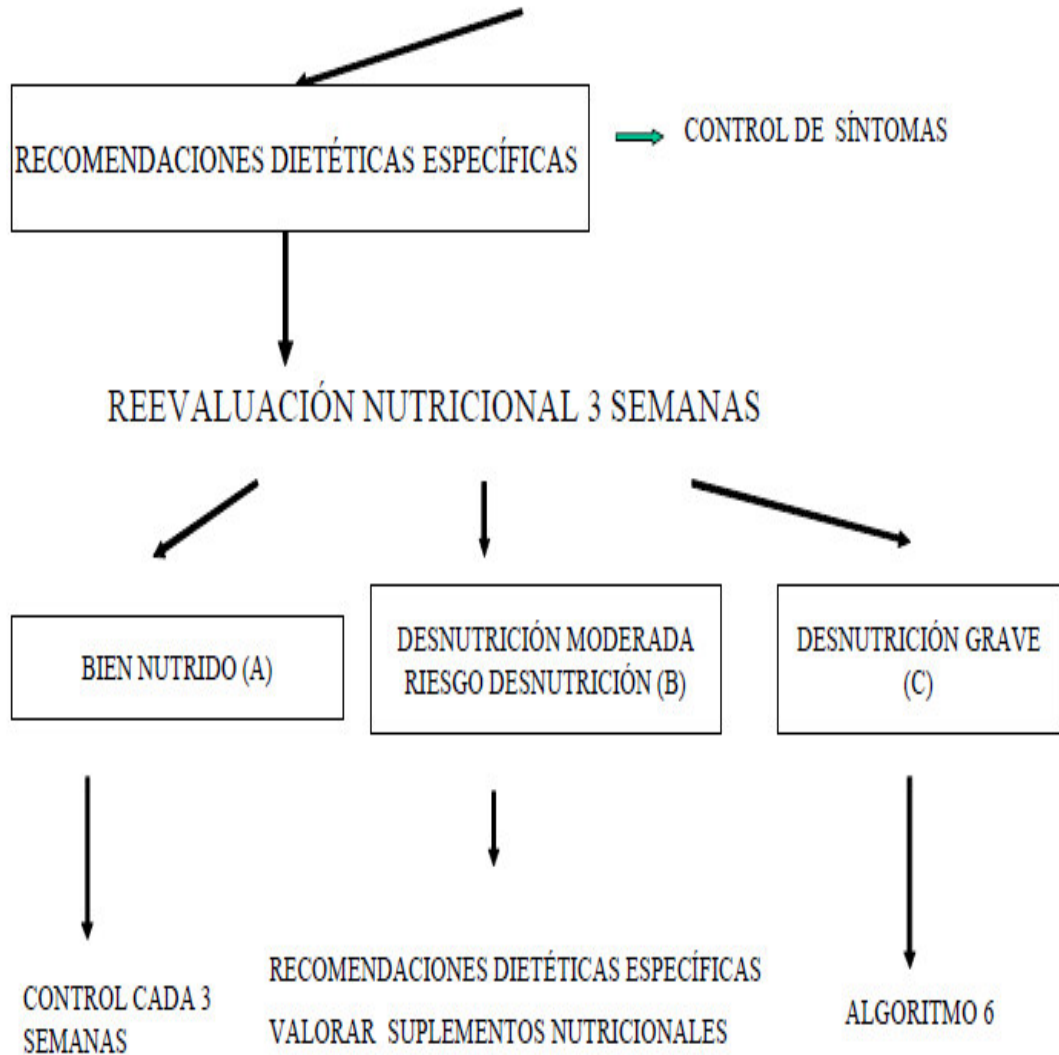 RECOMENDACIONES DIETÉTICAS ESPECÍFICAS
CONTROL DE SÍNTOMAS
REEVALUACIÓN NUTRICIONAL 3 SEMANAS
BIEN NUTRIDO (A)
DESNUTRICIÓN MODERADA
RIESGO DESNUTRICIÓN (B)
DESNUTRICIÓN GRAVE
(C)
CONTROL CADA 3
SEMANAS
RECOMENDACIONES DIETÉTICAS ESPECÍFICAS
VALORAR SUPLEMENTOS NUTRICIONALES
ALGORITMO 6